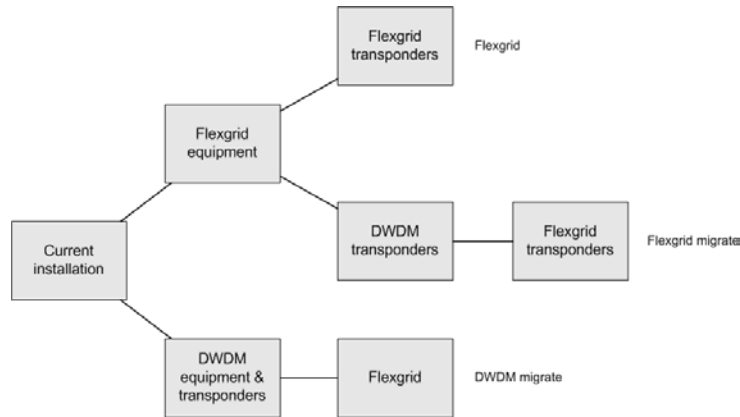 Flexgrid
transponders
Flexgrid
Flexgrid
equipment
DWDM
transponders
Flexgrid
transponders
Flexgrid migrate
Current
installation
DWDM
equipment &
transponders
Flexgrid
DWDM migrate